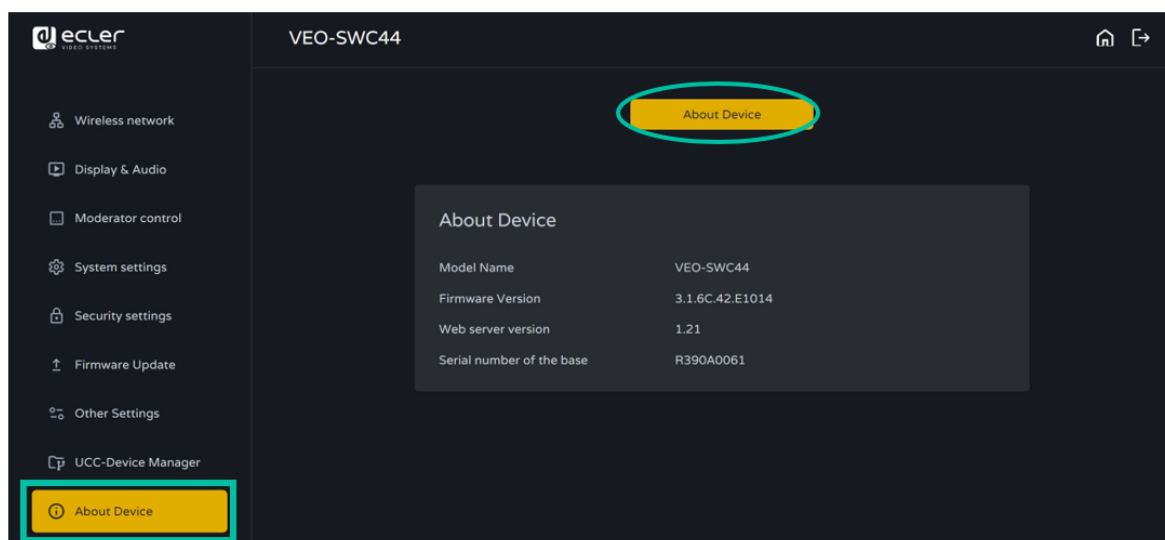 ecler
VIDEO SYSTEMS
VEO-SWC44
Wireless network
Display & Audio
Moderator control
System settings
Security settings
Firmware Update
Other Settings
UCC-Device Manager
About Device
About Device
About Device
Model Name VEO-SWC44
Firmware Version 3.1.6C.42.E1014
Web server version 1.21
Serial number of the base R390A0061